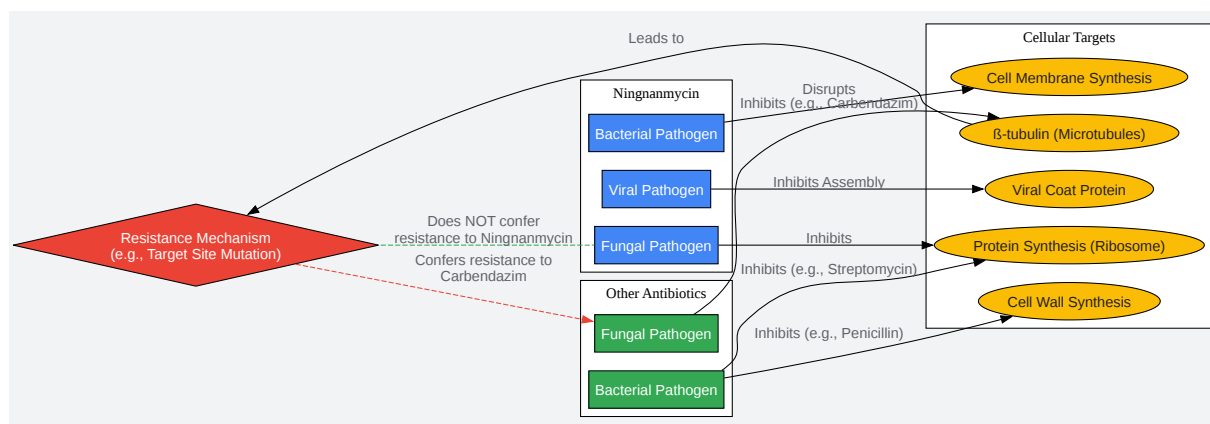 Leads to
Cellular Targets
Cell Membrane Synthesis
Ningnanmycin
Disrupts
Inhibits (e.g., Carbendazim)
Bacterial Pathogen
ß-tubulin (Microtubules)
Viral Pathogen
Inhibits Assembly
Viral Coat Protein
Does NOT confer
resistance to Ningnanmycin
Resistance Mechanism
(e.g., Target Site Mutation)
Fungal Pathogen
Inhibits
Protein Synthesis (Ribosome)
Confers resistance to
Carbendazim
Inhibits (e.g., Streptomycin)
Other Antibiotics
Cell Wall Synthesis
Fungal Pathogen
Inhibits (e.g., Penicillin)
Bacterial Pathogen